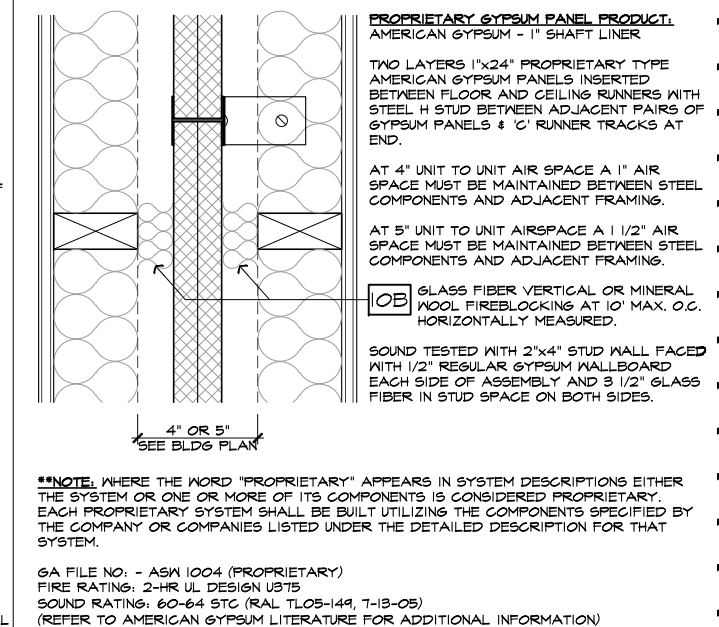 PROPRIETARY GYPSUM PANEL PRODUCT:
AMERICAN GYPSUM - 1" SHAFT LINER
TWO LAYERS 1"x24" PROPRIETARY TYPE
AMERICAN GYPSUM PANELS INSERTED
BETWEEN FLOOR AND CEILING RUNNERS WITH
STEEL H STUD BETWEEN ADJACENT PAIRS OF
GYPSUM PANELS & 'C' RUNNER TRACKS AT
END.
AT 4" UNIT TO UNIT AIR SPACE A 1" AIR
SPACE MUST BE MAINTAINED BETWEEN STEEL
COMPONENTS AND ADJACENT FRAMING.
AT 5" UNIT TO UNIT AIRSPACE A 1 1/2" AIR
SPACE MUST BE MAINTAINED BETWEEN STEEL
COMPONENTS AND ADJACENT FRAMING.
10B
GLASS FIBER VERTICAL OR MINERAL
WOOL FIREBLOCKING AT 10' MAX. O.C.
HORIZONTALLY MEASURED.
SOUND TESTED WITH 2"x4" STUD WALL FACED
WITH 1/2" REGULAR GYPSUM WALLBOARD
EACH SIDE OF ASSEMBLY AND 3 1/2" GLASS
FIBER IN STUD SPACE ON BOTH SIDES.
4" OR 5"
SEE BLDG PLAN
**NOTE: WHERE THE WORD "PROPRIETARY" APPEARS IN SYSTEM DESCRIPTIONS EITHER
THE SYSTEM OR ONE OR MORE OF ITS COMPONENTS IS CONSIDERED PROPRIETARY.
EACH PROPRIETARY SYSTEM SHALL BE BUILT UTILIZING THE COMPONENTS SPECIFIED BY
THE COMPANY OR COMPANIES LISTED UNDER THE DETAILED DESCRIPTION FOR THAT
SYSTEM.
GA FILE NO: - ASW 1004 (PROPRIETARY)
FIRE RATING: 2-HR UL DESIGN U375
SOUND RATING: 60-64 STC (RAL TL05-149, 7-13-05)
(REFER TO AMERICAN GYPSUM LITERATURE FOR ADDITIONAL INFORMATION)